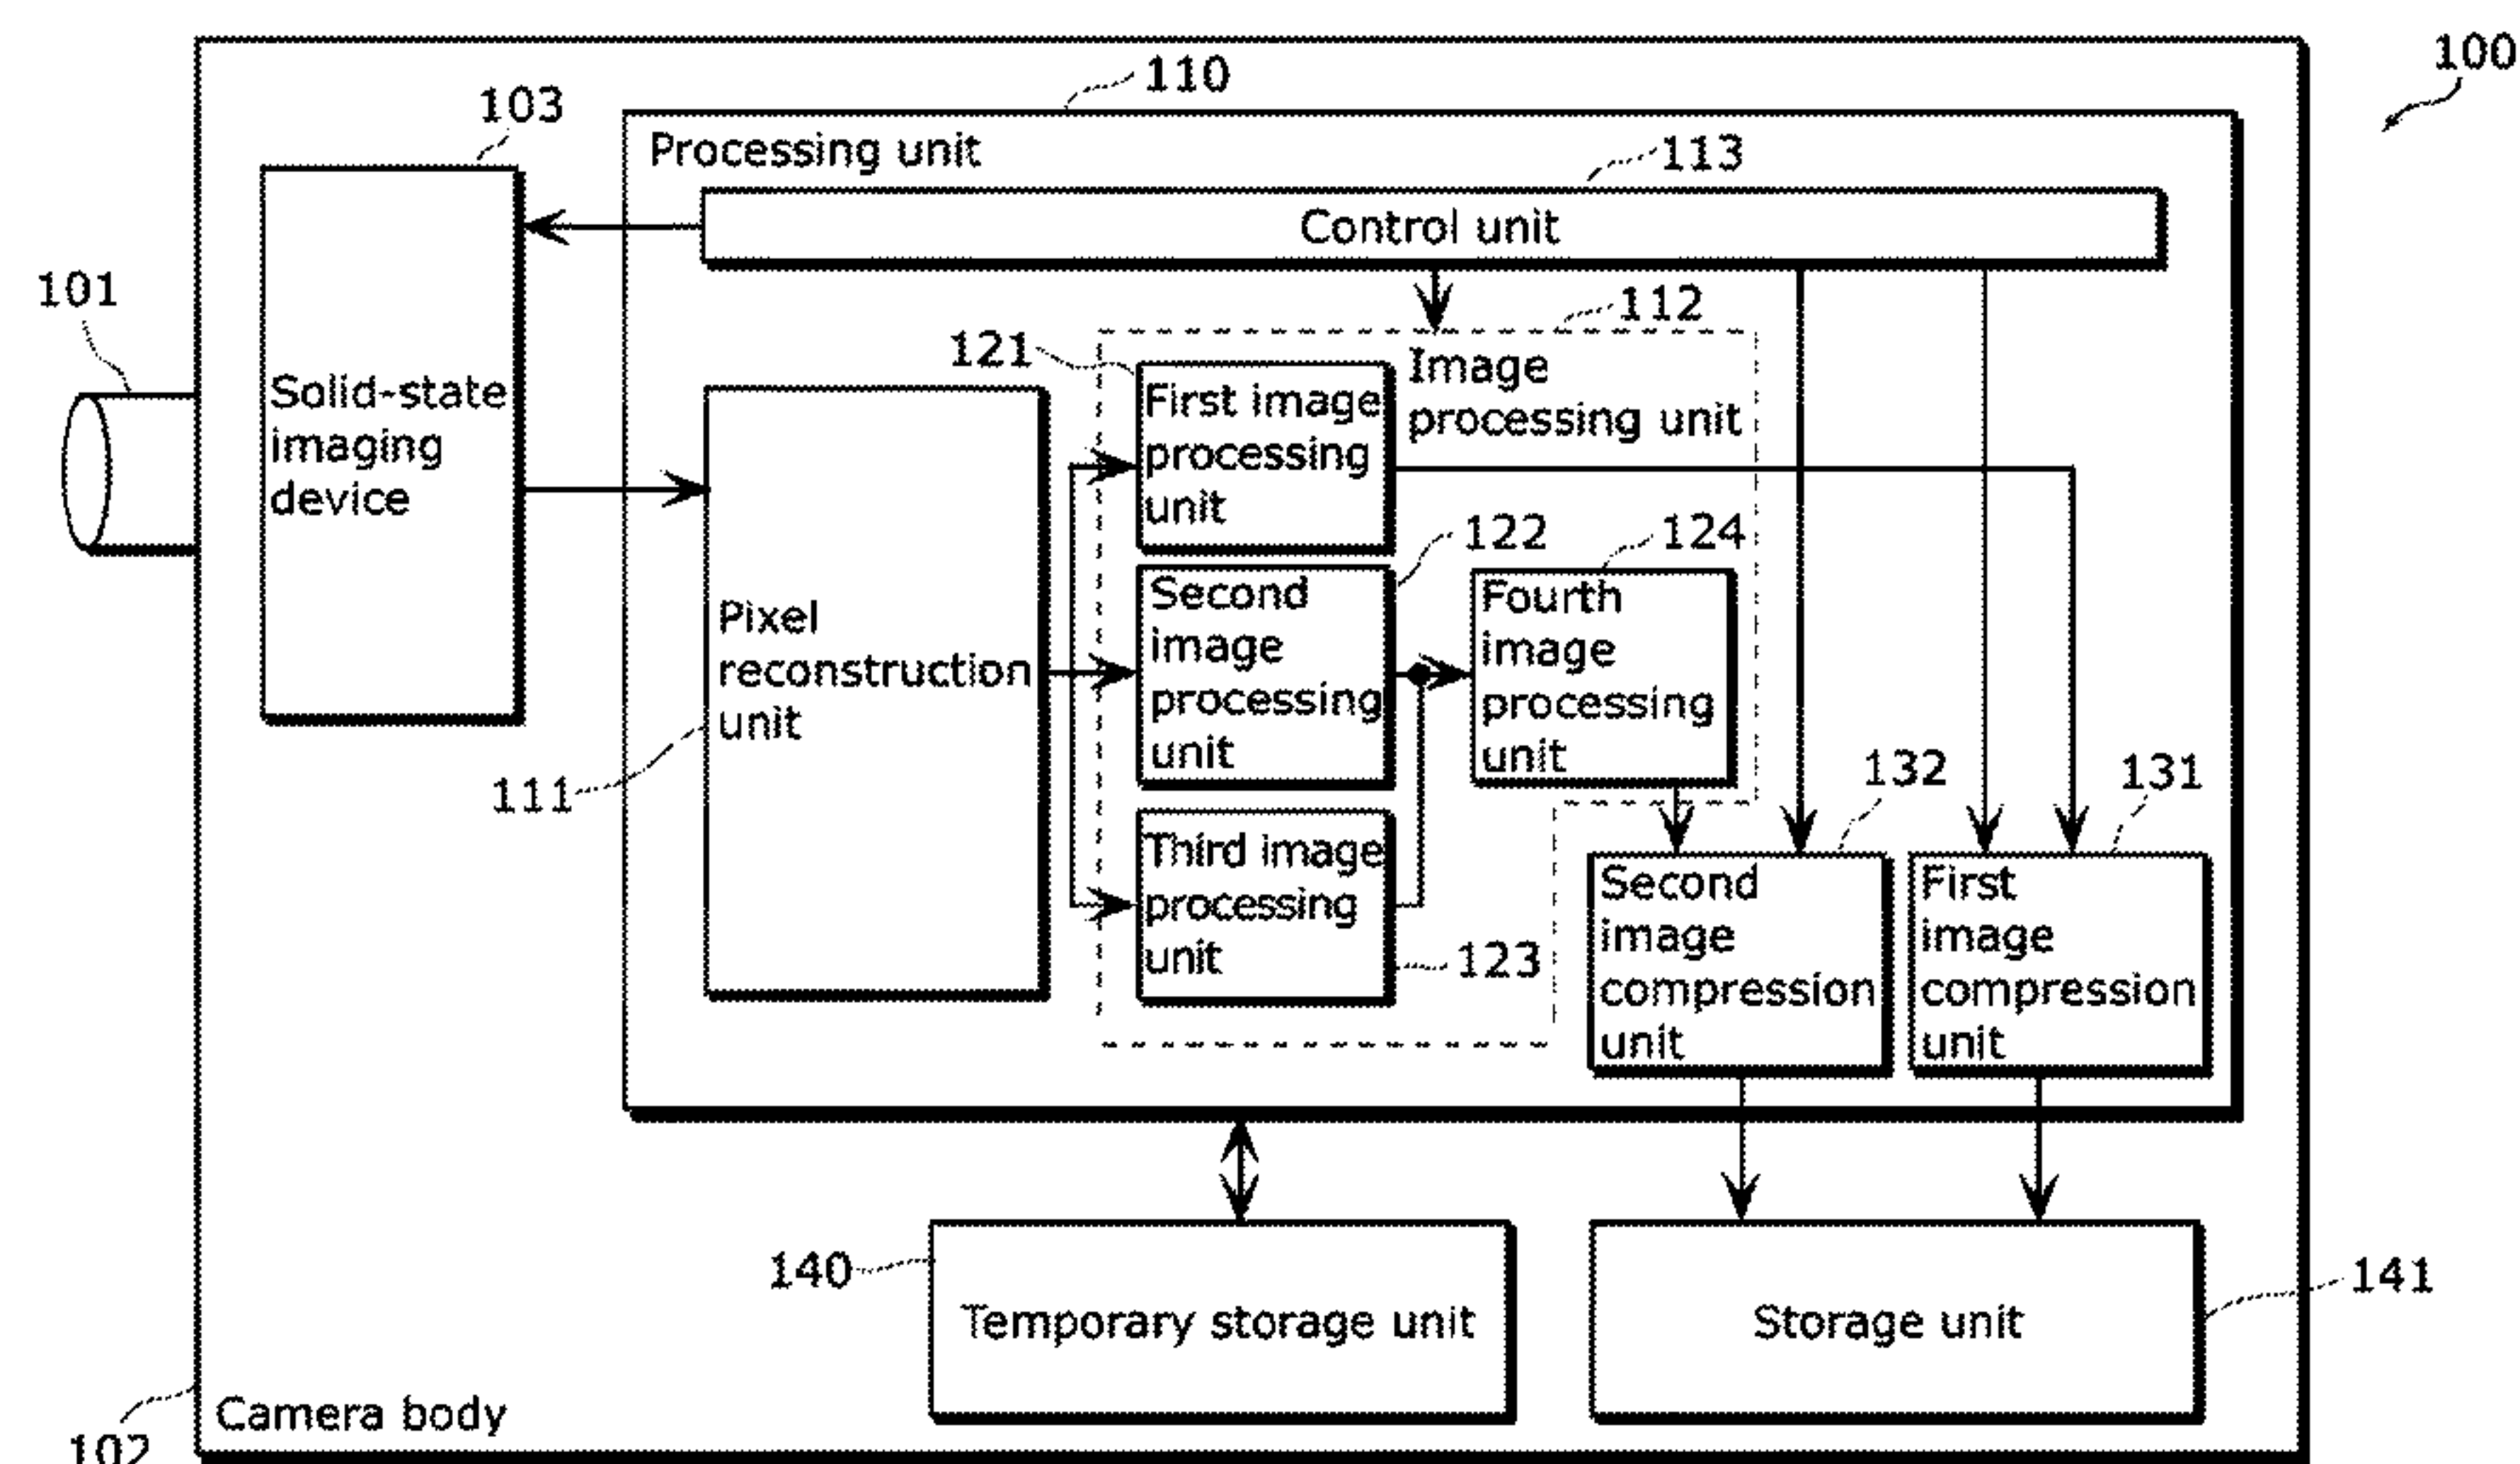 100
110
103
Processing unit
113
Control unit
101
112
121
Image
processing unit
First image
processing
unit
Solid-state
imaging
device
122
124
Second
image
processing
unit
Fourth
image
processing
unit
Pixel
reconstruction
unit
111
132
131
Third image
processing
unit
123
Second
image
compression
unit
First
image
compression
unit
140
Temporary storage unit
Storage unit
141
Camera body
102